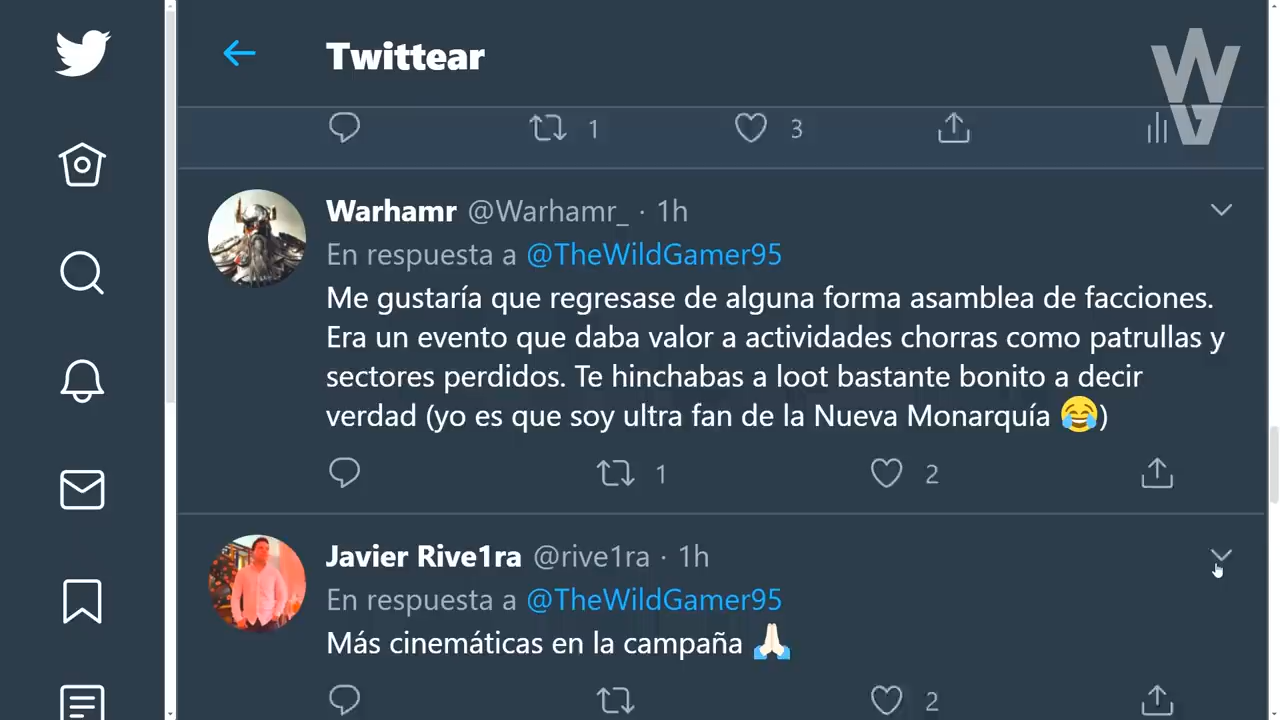 Twittear
WG
1
3
Warhamr @Warhamr_ · 1h
En respuesta a @TheWildGamer95
Me gustaría que regresase de alguna forma asamblea de facciones.
Era un evento que daba valor a actividades chorras como patrullas y
sectores perdidos. Te hinchabas a loot bastante bonito a decir
verdad (yo es que soy ultra fan de la Nueva Monarquía 😂)
1
2
Javier Rive1ra @rive1ra · 1h
En respuesta a @TheWildGamer95
Más cinemáticas en la campaña 🙏🏻
2